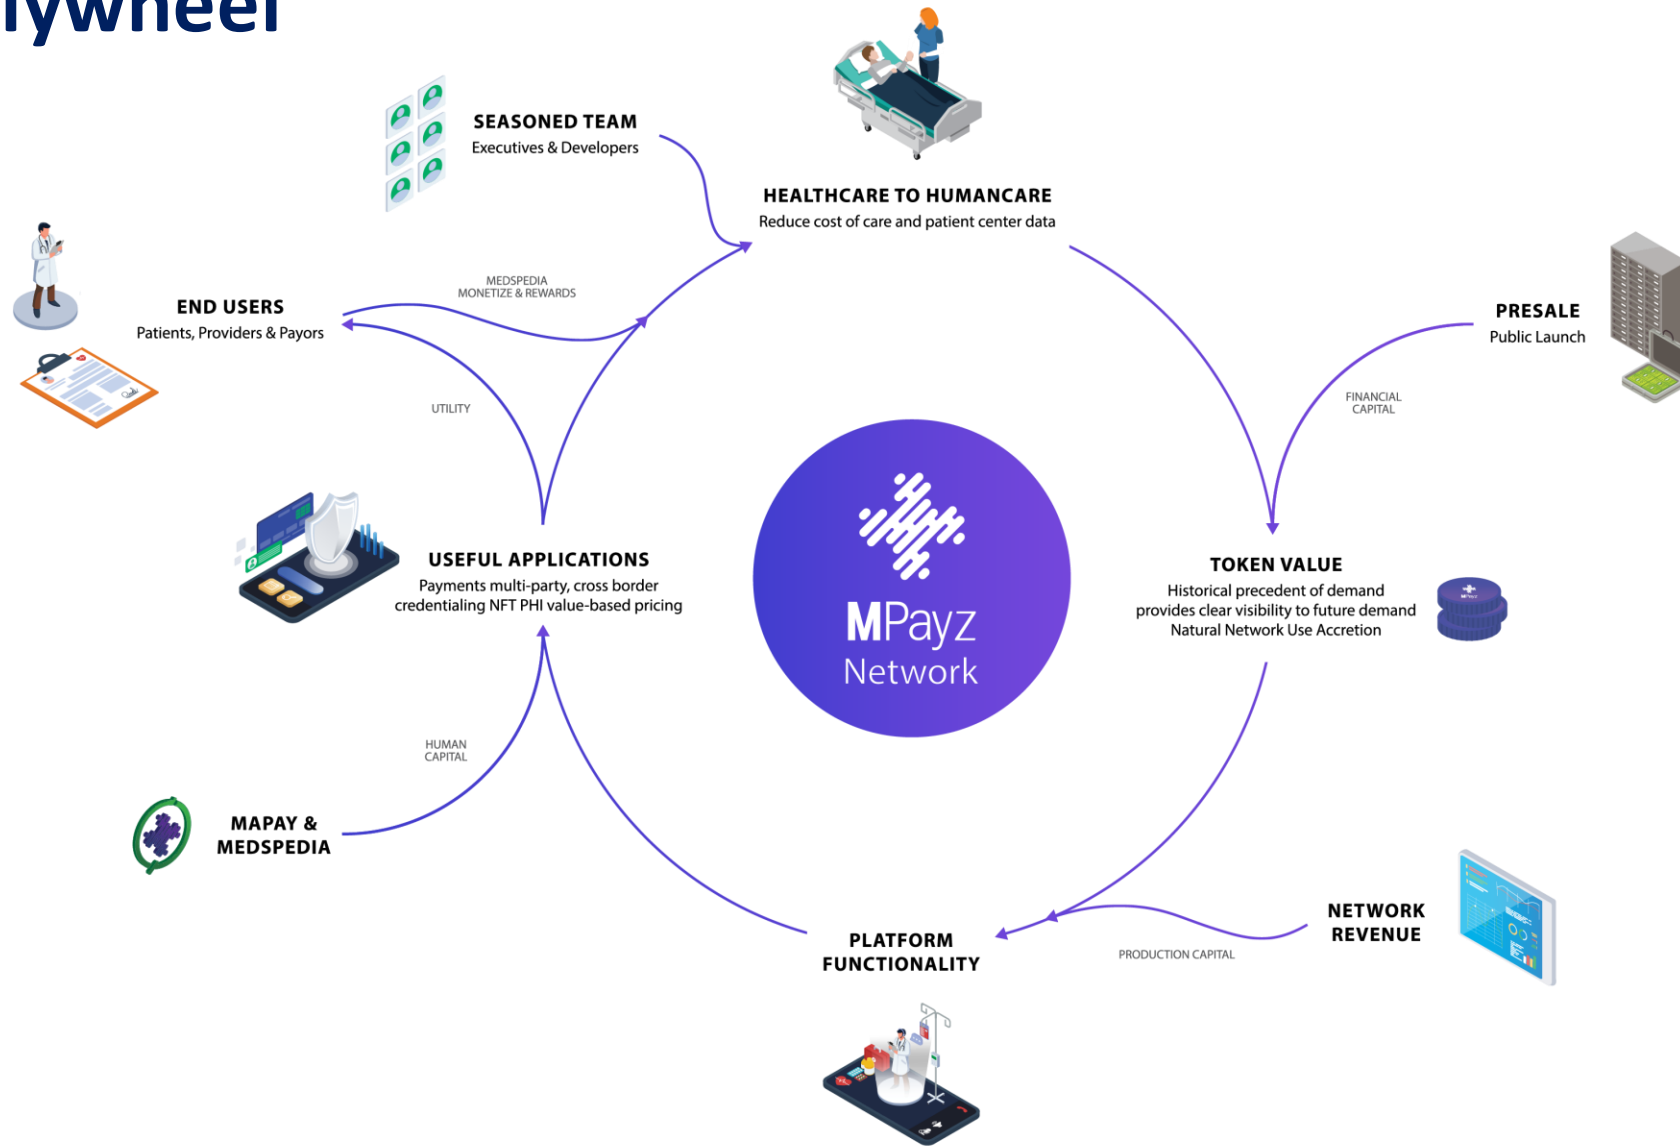 lywheel
SEASONED TEAM
Executives & Developers
HEALTHCARE TO HUMANCARE
Reduce cost of care and patient center data
MEDSPEDIA
MONETIZE & REWARDS
END USERS
Patients, Providers & Payors
PRESALE
Public Launch
UTILITY
FINANCIAL
CAPITAL
USEFUL APPLICATIONS
Payments multi-party, cross border
credentialing NFT PHI value-based pricing
MPayz
Network
TOKEN VALUE
Historical precedent of demand
provides clear visibility to future demand
Natural Network Use Accretion
MPayz
HUMAN
CAPITAL
MAPAY &
MEDSPEDIA
PLATFORM
FUNCTIONALITY
PRODUCTION CAPITAL
NETWORK
REVENUE